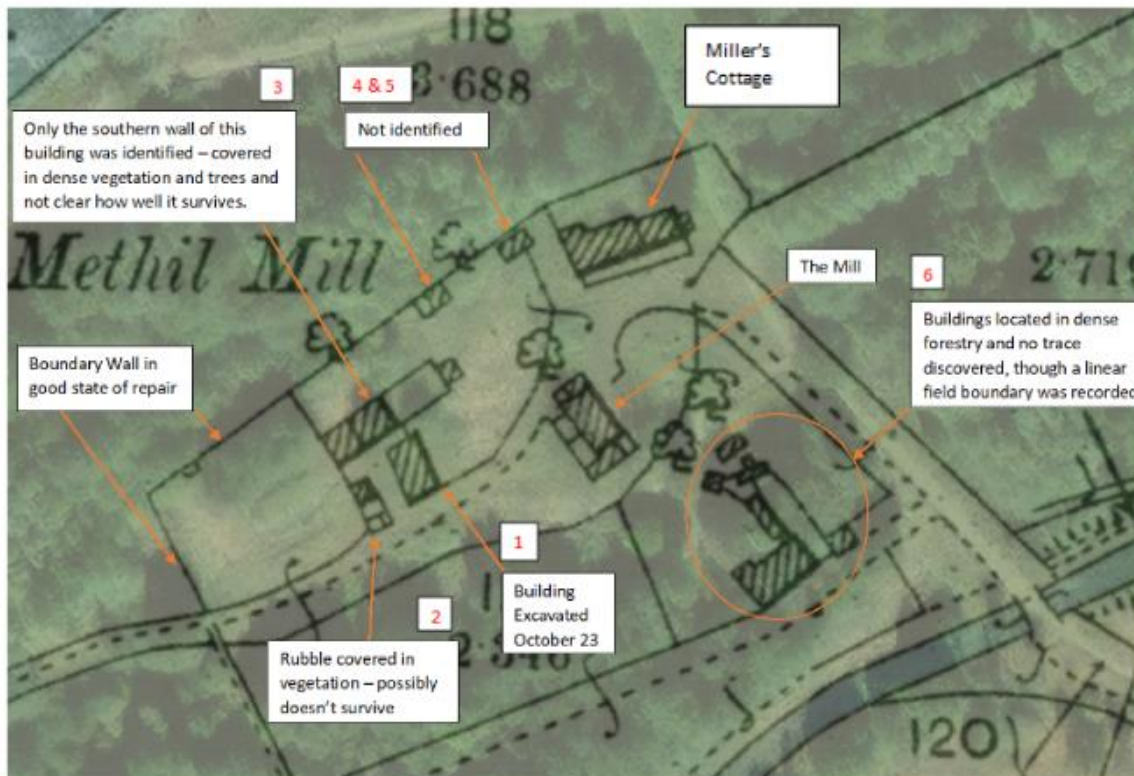 118
3·688
Miller's
Cottage
3
4 & 5
Only the southern wall of this
building was identified – covered
in dense vegetation and trees and
not clear how well it survives.
Not identified
Methil Mill
The Mill
6
2·719
Buildings located in dense
forestry and no trace
discovered, though a linear
field boundary was recorded
Boundary Wall in
good state of repair
1
Building
Excavated
October 23
2
Rubble covered in
vegetation – possibly
doesn't survive
120